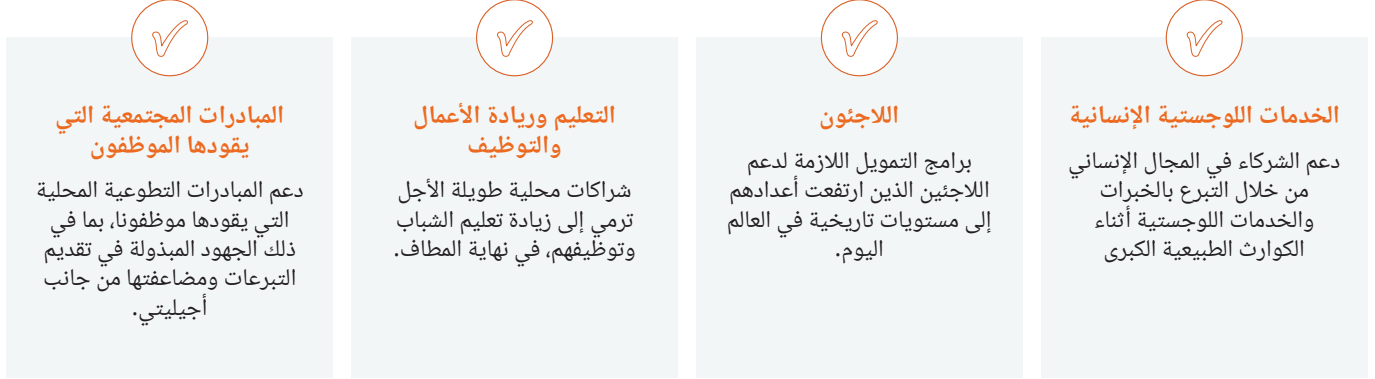 الخدمات اللوجستية الإنسانية
دعم الشركاء في المجال الإنساني
من خلال التبرع بالخبرات
والخدمات اللوجستية أثناء
الكوارث الطبيعية الكبرى
اللاجئون
برامج التمويل اللازمة لدعم
اللاجئين الذين ارتفعت أعدادهم
إلى مستويات تاريخية في العالم
اليوم.
التعليم وريادة الأعمال
والتوظيف
شراكات محلية طويلة الأجل
ترمي إلى زيادة تعليم الشباب
وتوظيفهم، في نهاية المطاف.
المبادرات المجتمعية التي
يقودها الموظفون
دعم المبادرات التطوعية المحلية
التي يقودها موظفونا، بما في
ذلك الجهود المبذولة في تقديم
التبرعات ومضاعفتها من جانب
أجيليتي.